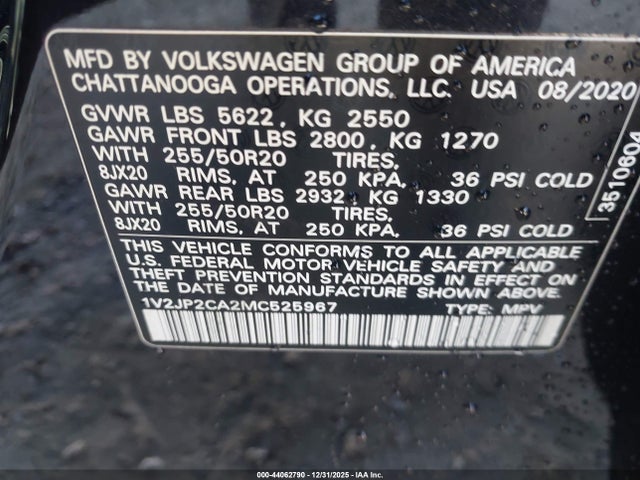 MFD BY VOLKSWAGEN GROUP OF AMERICA
CHATTANOOGA OPERATIONS, LLC. USA 08/2020
GVWR LBS 5622, KG 2550
GAWR FRONT LBS 2800, KG 1270
WITH 255/50R20 TIRES,
8JX20 RIMS, AT 250 KPA, 36 PSI COLD
GAWR REAR LBS 2932, KG 1330
WITH 255/50R20 TIRES,
8JX20 RIMS, AT 250 KPA, 36 PSI COLD
THIS VEHICLE CONFORMS TO ALL APPLICABLE
U.S. FEDERAL MOTOR VEHICLE SAFETY AND
THEFT PREVENTION STANDARDS IN EFFECT ON
THE DATE OF MANUFACTURE SHOWN ABOVE.
1V2JP2CA2MC525967 TYPE: MPV
000-44062790 - 12/31/2025 - IAA Inc.